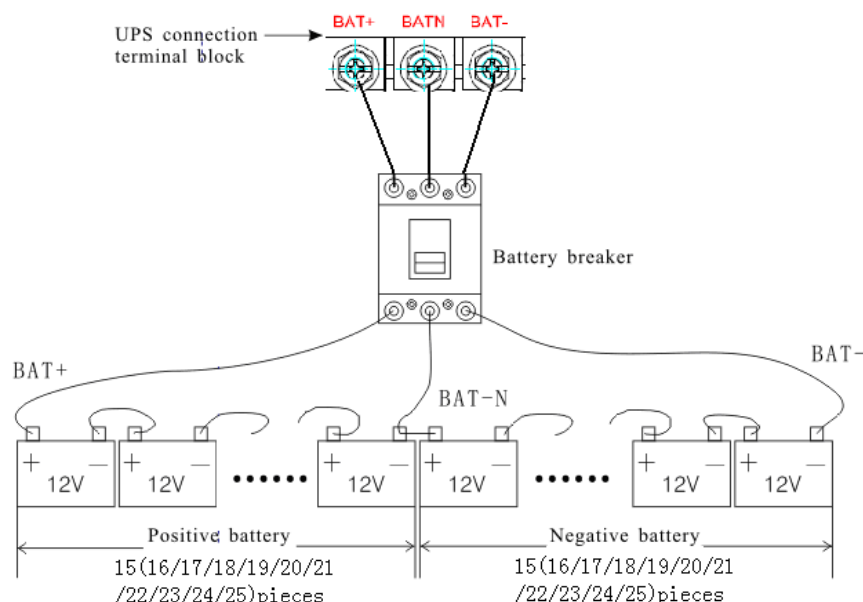 BAT+ BATN BAT-
UPS connection
terminal block
Battery breaker
BAT+
BAT-
BAT-N
+ — + — + — + — + — + —
12V 12V 12V 12V 12V 12V
Positive battery Negative battery
15(16/17/18/19/20/21 15(16/17/18/19/20/21
/22/23/24/25)pieces /22/23/24/25)pieces